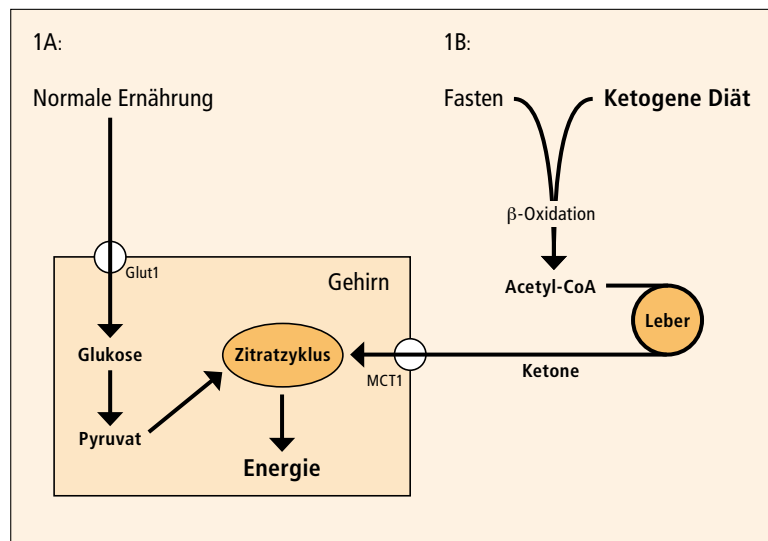 1A:
Normale Ernährung
Glut1
Gehirn
Glukose
Pyruvat
Zitratzyklus
Energie
MCT1
1B:
Fasten
Ketogene Diät
β-Oxidation
Acetyl-CoA
Leber
Ketone